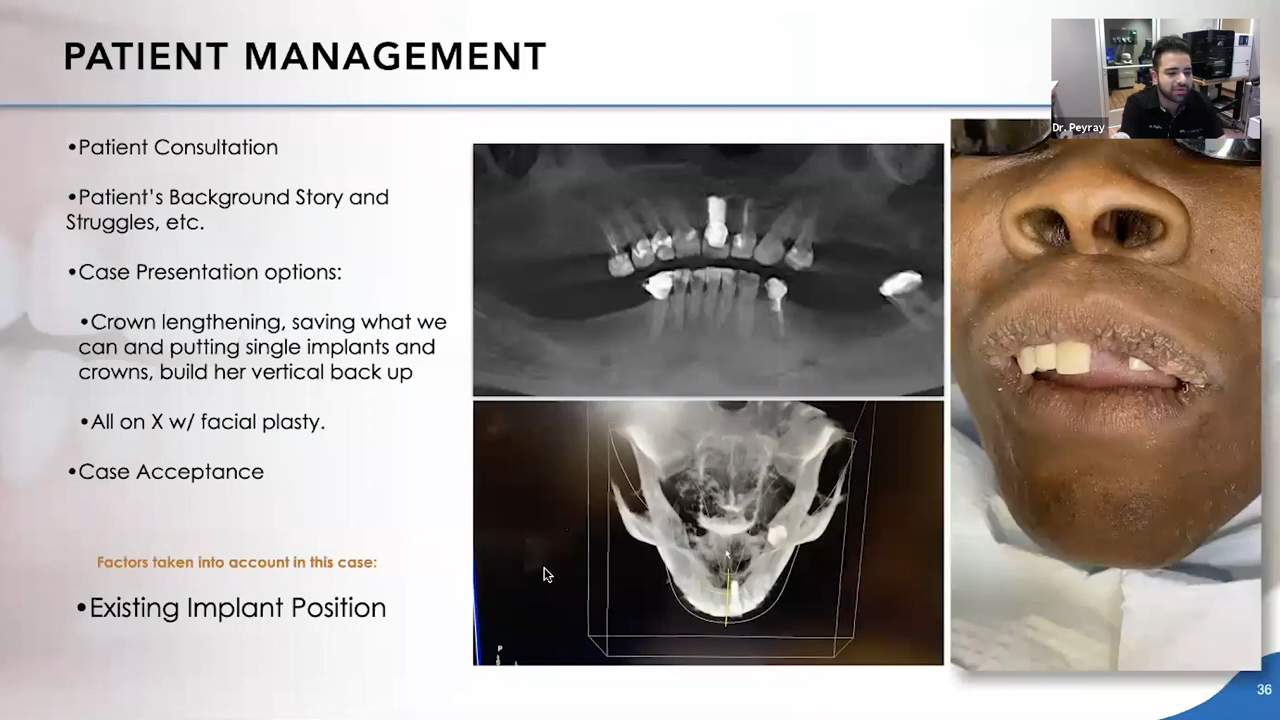 PATIENT MANAGEMENT
Dr. Peyray
•Patient Consultation
•Patient's Background Story and
Struggles, etc.
•Case Presentation options:
•Crown lengthening, saving what we
can and putting single implants and
crowns, build her vertical back up
•All on X w/ facial plasty.
•Case Acceptance
Factors taken into account in this case:
•Existing Implant Position
P
36